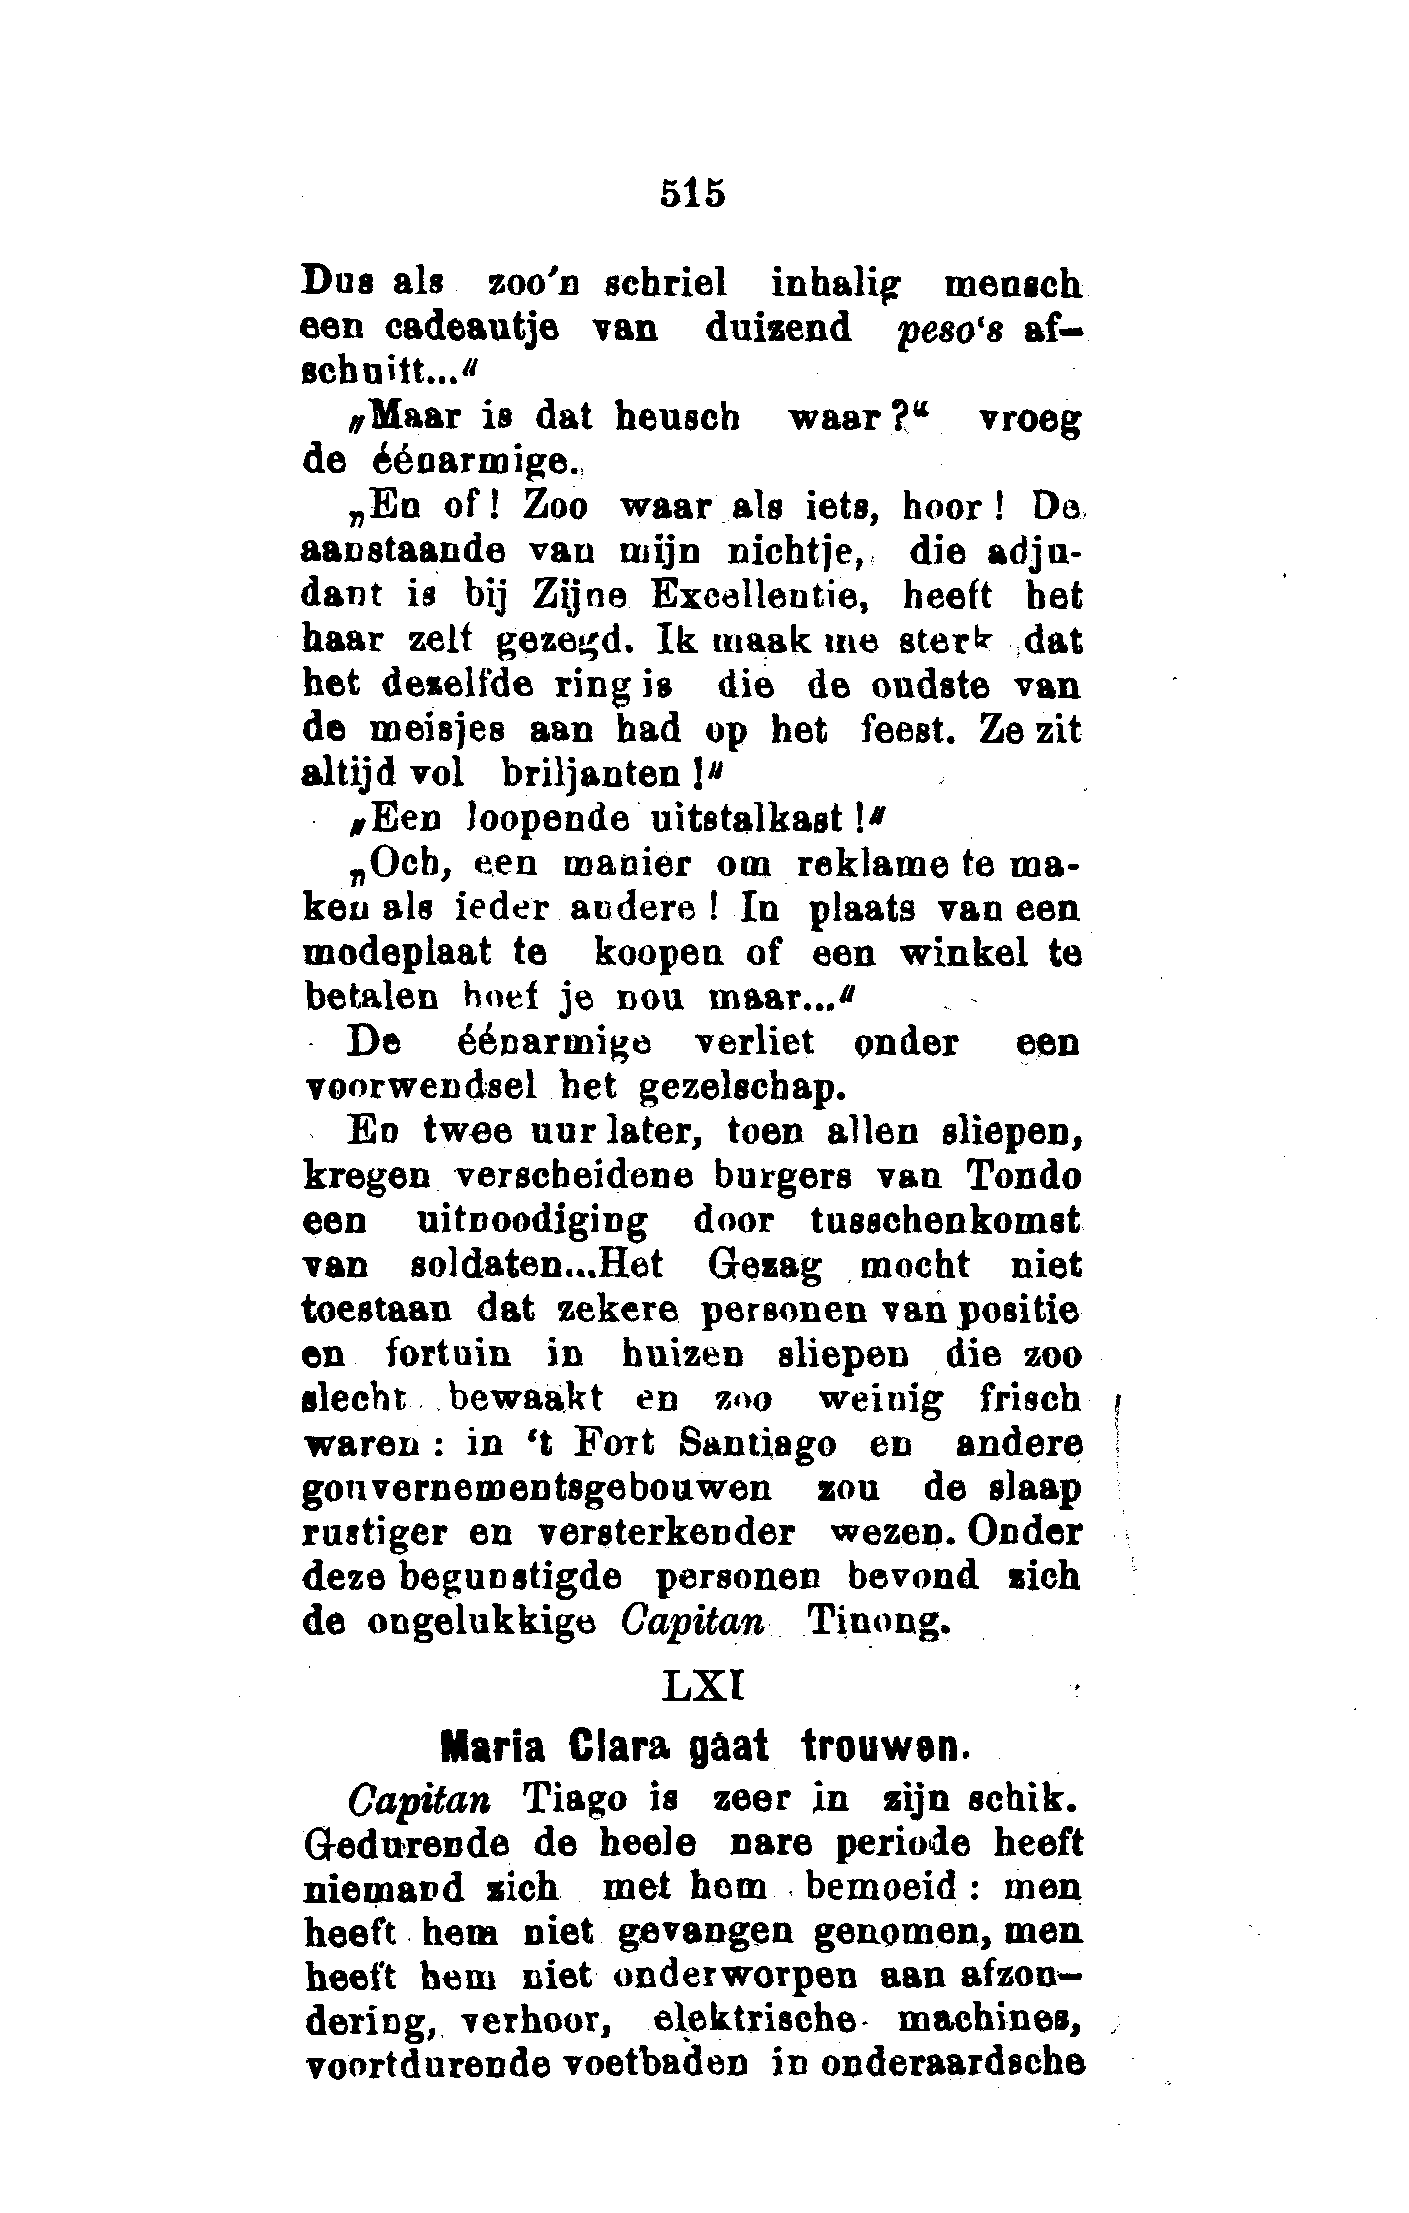 515
Dus als zoo'n schriel inhalig mensch
een cadeautje van duizend peso's af-
schuitt..."
„Maar is dat heusch waar?“ vroeg
de éénarmige.
„En of! Zoo waar als iets, hoor! De
aanstaande van mijn nichtje, die adju-
dant is bij Zijne Excellentie, heeft het
haar zelf gezegd. Ik maak me sterk dat
het dezelfde ring is die de oudste van
de meisjes aan had op het feest. Ze zit
altijd vol briljanten!"
„Een loopende uitstalkast!"
„Och, een manier om reklame te ma-
ken als ieder andere! In plaats van een
modeplaat te koopen of een winkel te
betalen hoef je nou maar..."
De éénarmige verliet onder een
voorwendsel het gezelschap.
En twee uur later, toen allen sliepen,
kregen verscheidene burgers van Tondo
een uitnoodiging door tusschenkomst
van soldaten...Het Gezag mocht niet
toestaan dat zekere personen van positie
en fortuin in huizen sliepen die zoo
slecht bewaakt en zoo weinig frisch
waren: in 't Fort Santiago en andere
gouvernementsgebouwen zou de slaap
rustiger en versterkender wezen. Onder
deze begunstigde personen bevond zich
de ongelukkige Capitan Tinong.
LXI
Maria Clara gaat trouwen.
Capitan Tiago is zeer in zijn schik.
Gedurende de heele nare periode heeft
niemand zich met hem bemoeid: men
heeft hem niet gevangen genomen, men
heeft hem niet onderworpen aan afzon-
dering, verhoor, elektrische machines,
voortdurende voetbaden in onderaardsche